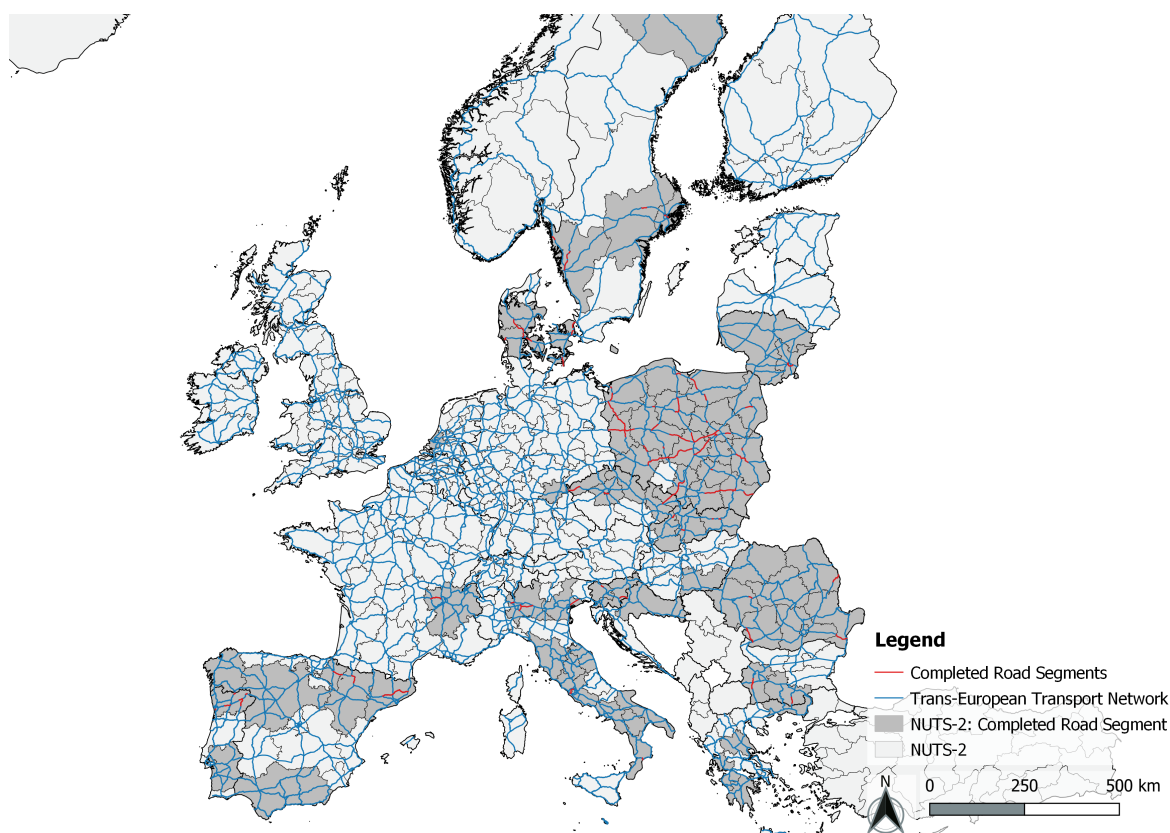 Legend
Completed Road Segments
Trans-European Transport Network
NUTS-2: Completed Road Segment
NUTS-2
N
0 250 500 km